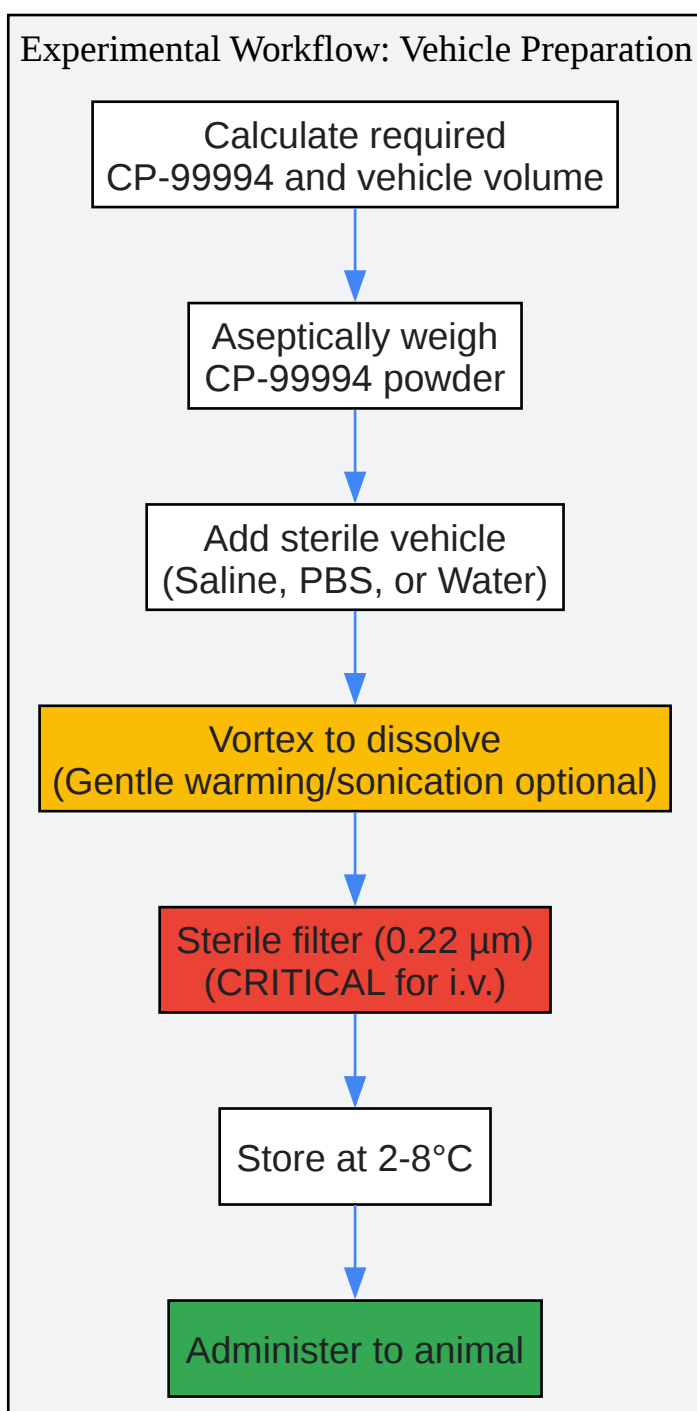 Experimental Workflow: Vehicle Preparation
Calculate required
CP-99994 and vehicle volume
Aseptically weigh
CP-99994 powder
Add sterile vehicle
(Saline, PBS, or Water)
Vortex to dissolve
(Gentle warming/sonication optional)
Sterile filter (0.22 µm)
(CRITICAL for i.v.)
Store at 2-8°C
Administer to animal